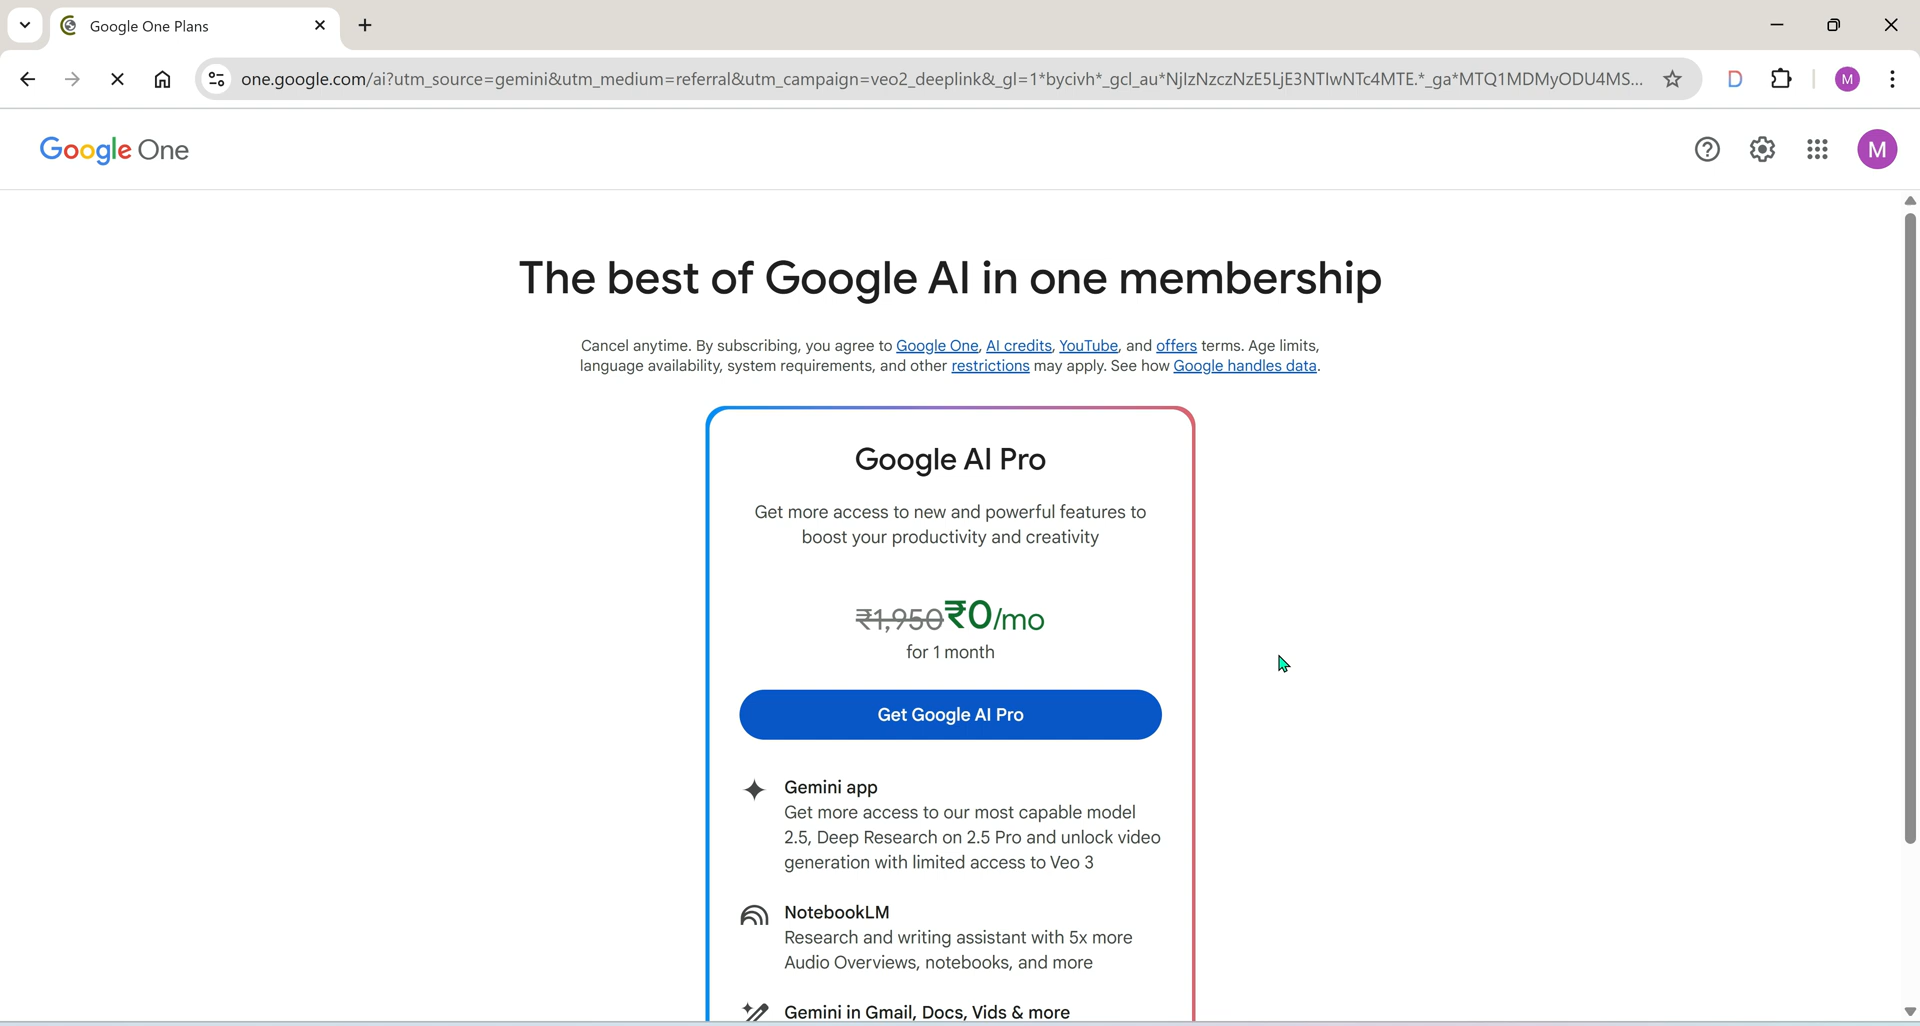 Google One Plans
one.google.com/ai?utm_source=gemini&utm_medium=referral&utm_campaign=veo2_deeplink&_gl=1*bycivh*_gcl_au*NjIzNzczNzE5LjE3NTIwNTc4MTE.*_ga*MTQ1MDMyODU4MS...
D
M
Google One
M
The best of Google AI in one membership
Cancel anytime. By subscribing, you agree to Google One, AI credits, YouTube, and offers terms. Age limits,
language availability, system requirements, and other restrictions may apply. See how Google handles data.
Google AI Pro
Get more access to new and powerful features to
boost your productivity and creativity
₹1,950 ₹0/mo
for 1 month
Get Google AI Pro
Gemini app
Get more access to our most capable model
2.5, Deep Research on 2.5 Pro and unlock video
generation with limited access to Veo 3
NotebookLM
Research and writing assistant with 5x more
Audio Overviews, notebooks, and more
Gemini in Gmail, Docs, Vids & more